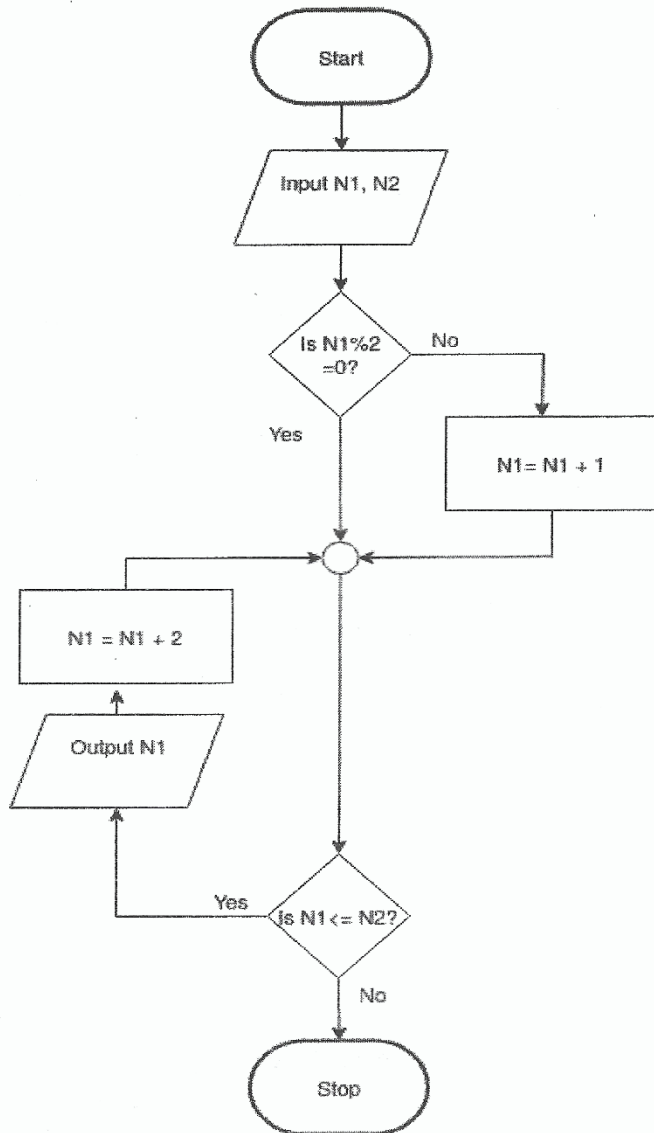 Start
Input N1, N2
Is N1%2
=0?
No
Yes
N1= N1 + 1
N1 = N1 + 2
Output N1
Yes
is N1<= N2?
No
Stop